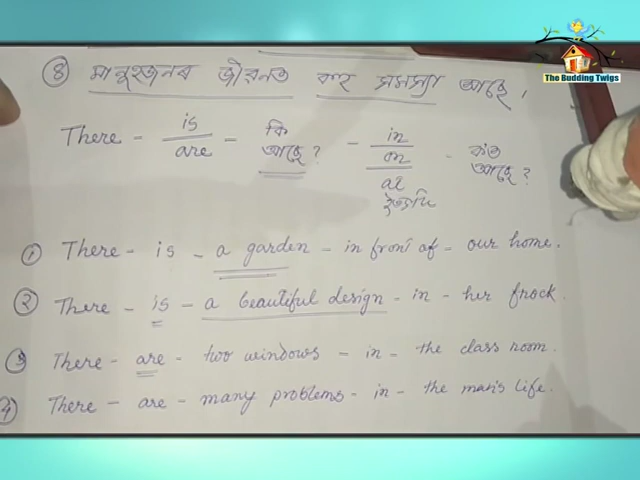 The Budding Twigs
④ মানুহজনৰ জীৱনত বহু সমস্যা আছে,
There - is/are - কি আছে? - in/on/at ইত্যাদি - ক'ত আছে?
① There - is - a garden - in front of - our home.
② There - is - a beautiful design - in - her frock.
③ There - are - two windows - in - the class room.
④ There - are - many problems - in - the man's life.